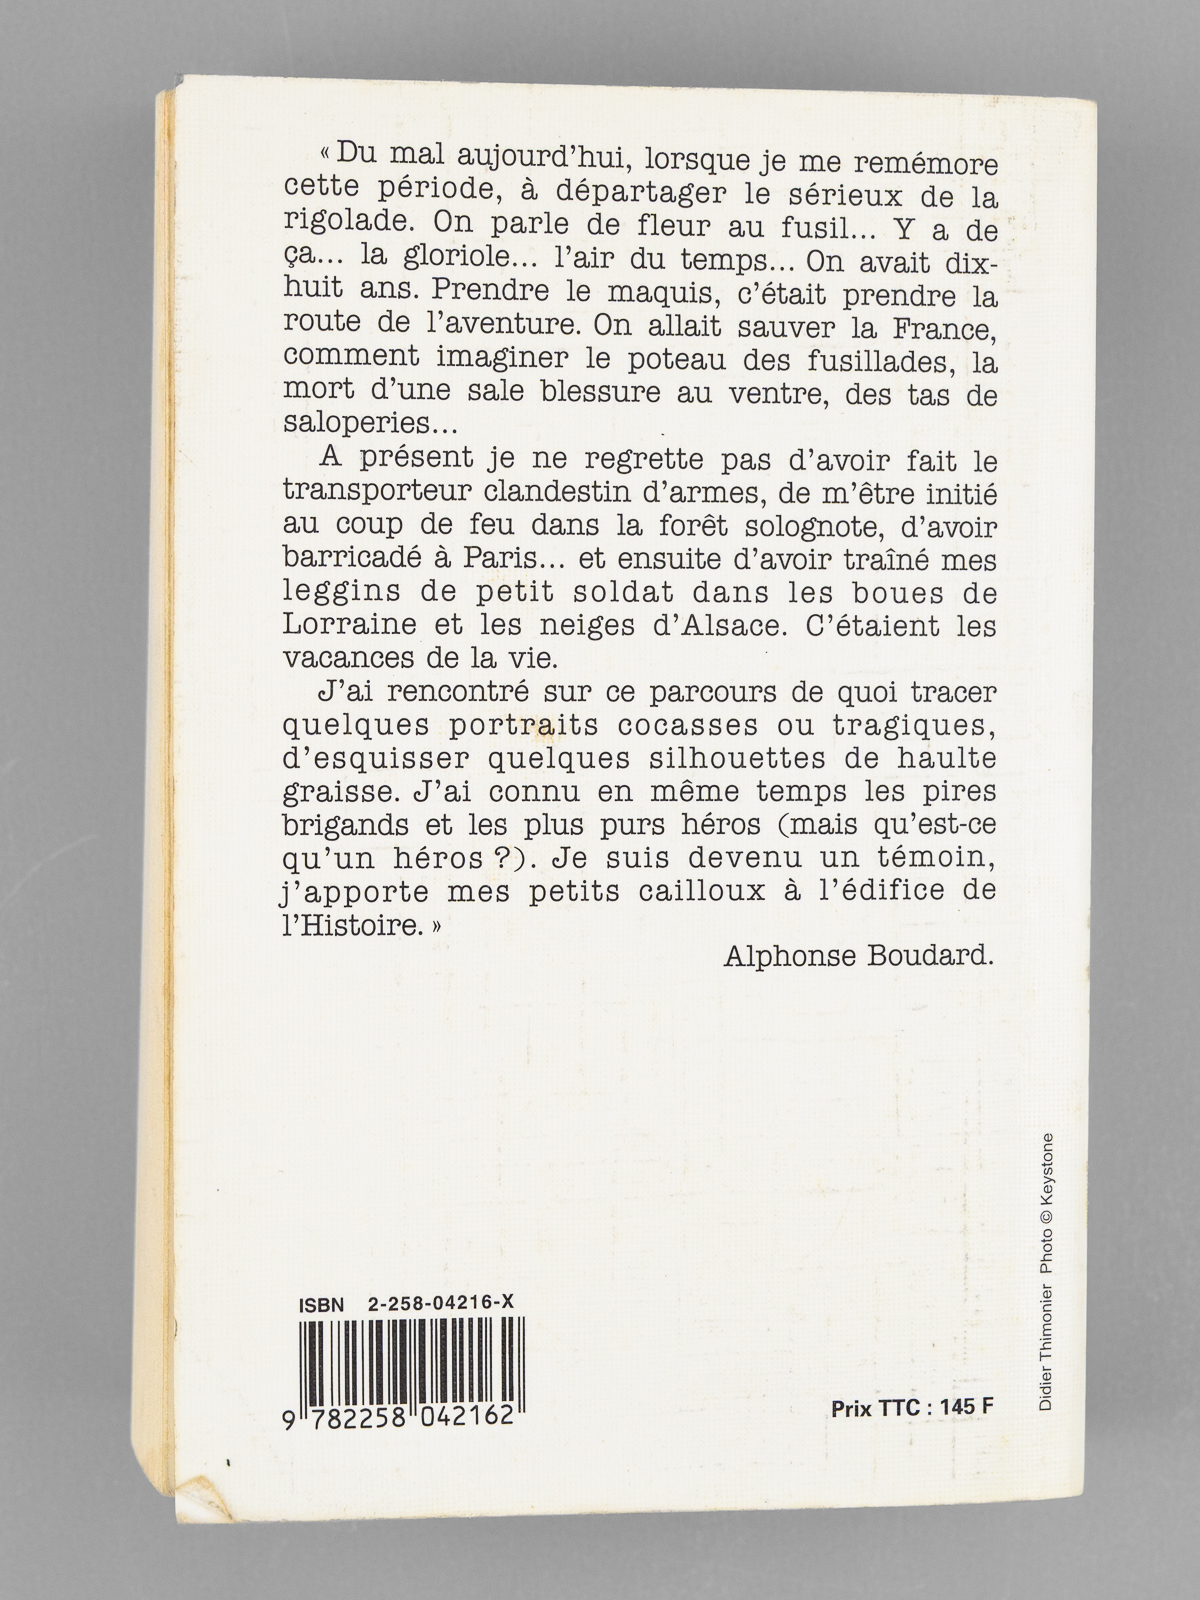 « Du mal aujourd'hui, lorsque je me remémore
cette période, à départager le sérieux de la
rigolade. On parle de fleur au fusil... Y a de
ça... la gloriole... l'air du temps... On avait dix-
huit ans. Prendre le maquis, c'était prendre la
route de l'aventure. On allait sauver la France,
comment imaginer le poteau des fusillades, la
mort d'une sale blessure au ventre, des tas de
saloperies...
A présent je ne regrette pas d'avoir fait le
transporteur clandestin d'armes, de m'être initié
au coup de feu dans la forêt solognote, d'avoir
barricadé à Paris... et ensuite d'avoir traîné mes
leggins de petit soldat dans les boues de
Lorraine et les neiges d'Alsace. C'étaient les
vacances de la vie.
J'ai rencontré sur ce parcours de quoi tracer
quelques portraits cocasses ou tragiques,
d'esquisser quelques silhouettes de haulte
graisse. J'ai connu en même temps les pires
brigands et les plus purs héros (mais qu'est-ce
qu'un héros ?). Je suis devenu un témoin,
j'apporte mes petits cailloux à l'édifice de
l'Histoire. »
Alphonse Boudard.
ISBN 2-258-04216-X
9 782258 042162
Prix TTC : 145 F
Didier Thimonier Photo © Keystone